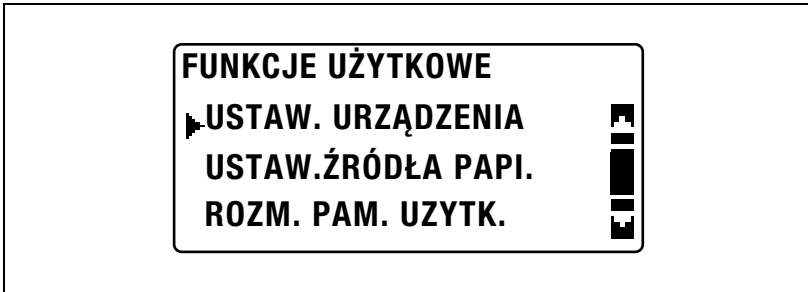 FUNKCJE UŻYTKOWE
USTAW. URZĄDZENIA
USTAW.ŹRÓDŁA PAPI.
ROZM. PAM. UZYTK.